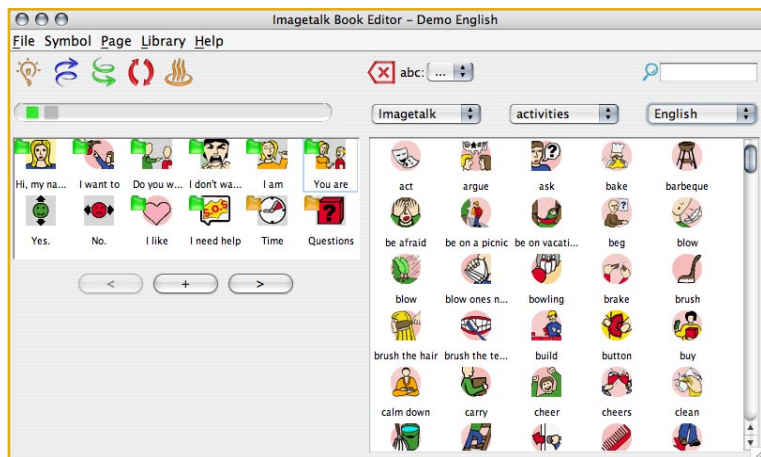 Imagetalk Book Editor – Demo English
File Symbol Page Library Help
abc: ...
Imagetalk activities English
Hi, my na... I want to Do you w... I don't wa... I am You are
Yes. No. I like I need help Time Questions
< + >
act argue ask bake barbeque
be afraid be on a picnic be on vacati... beg blow
blow blow ones n... bowling brake brush
brush the hair brush the te... build button buy
calm down carry cheer cheers clean